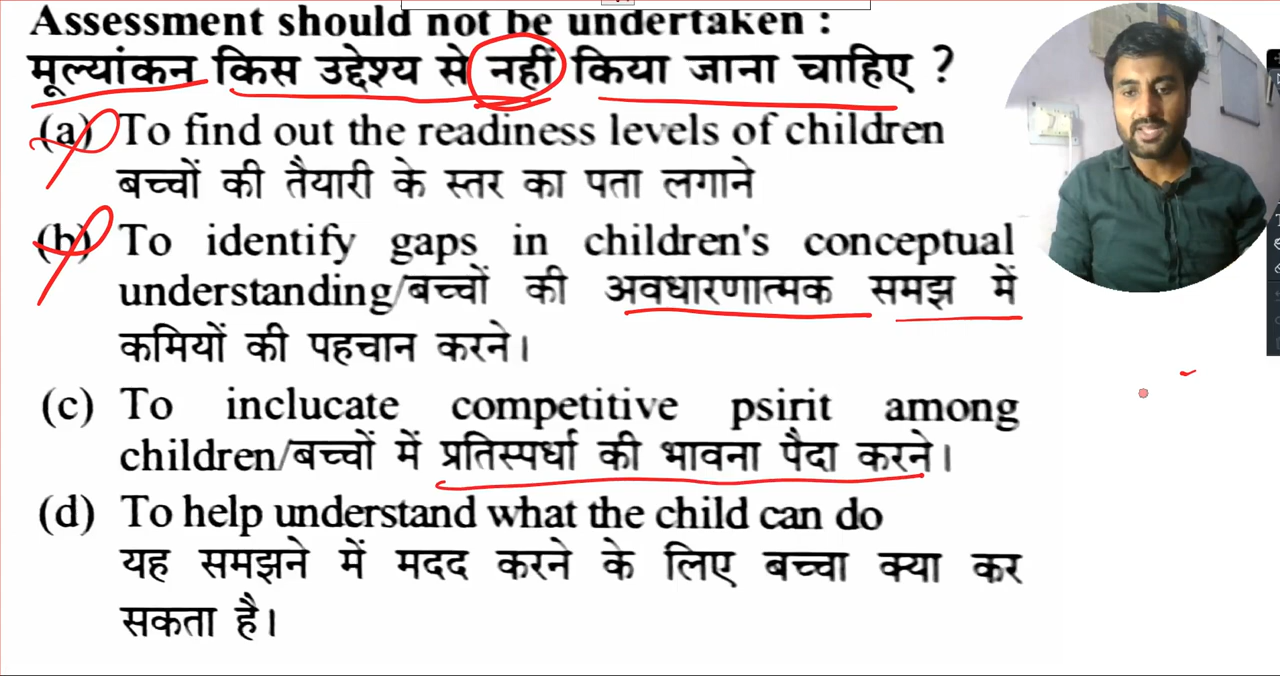 Assessment should not be undertaken :
मूल्यांकन किस उद्देश्य से नहीं किया जाना चाहिए ?
(a) To find out the readiness levels of children
बच्चों की तैयारी के स्तर का पता लगाने
(b) To identify gaps in children's conceptual
understanding/बच्चों की अवधारणात्मक समझ में
कमियों की पहचान करने।
(c) To inclucate competitive psirit among
children/बच्चों में प्रतिस्पर्धा की भावना पैदा करने।
(d) To help understand what the child can do
यह समझने में मदद करने के लिए बच्चा क्या कर
सकता है।